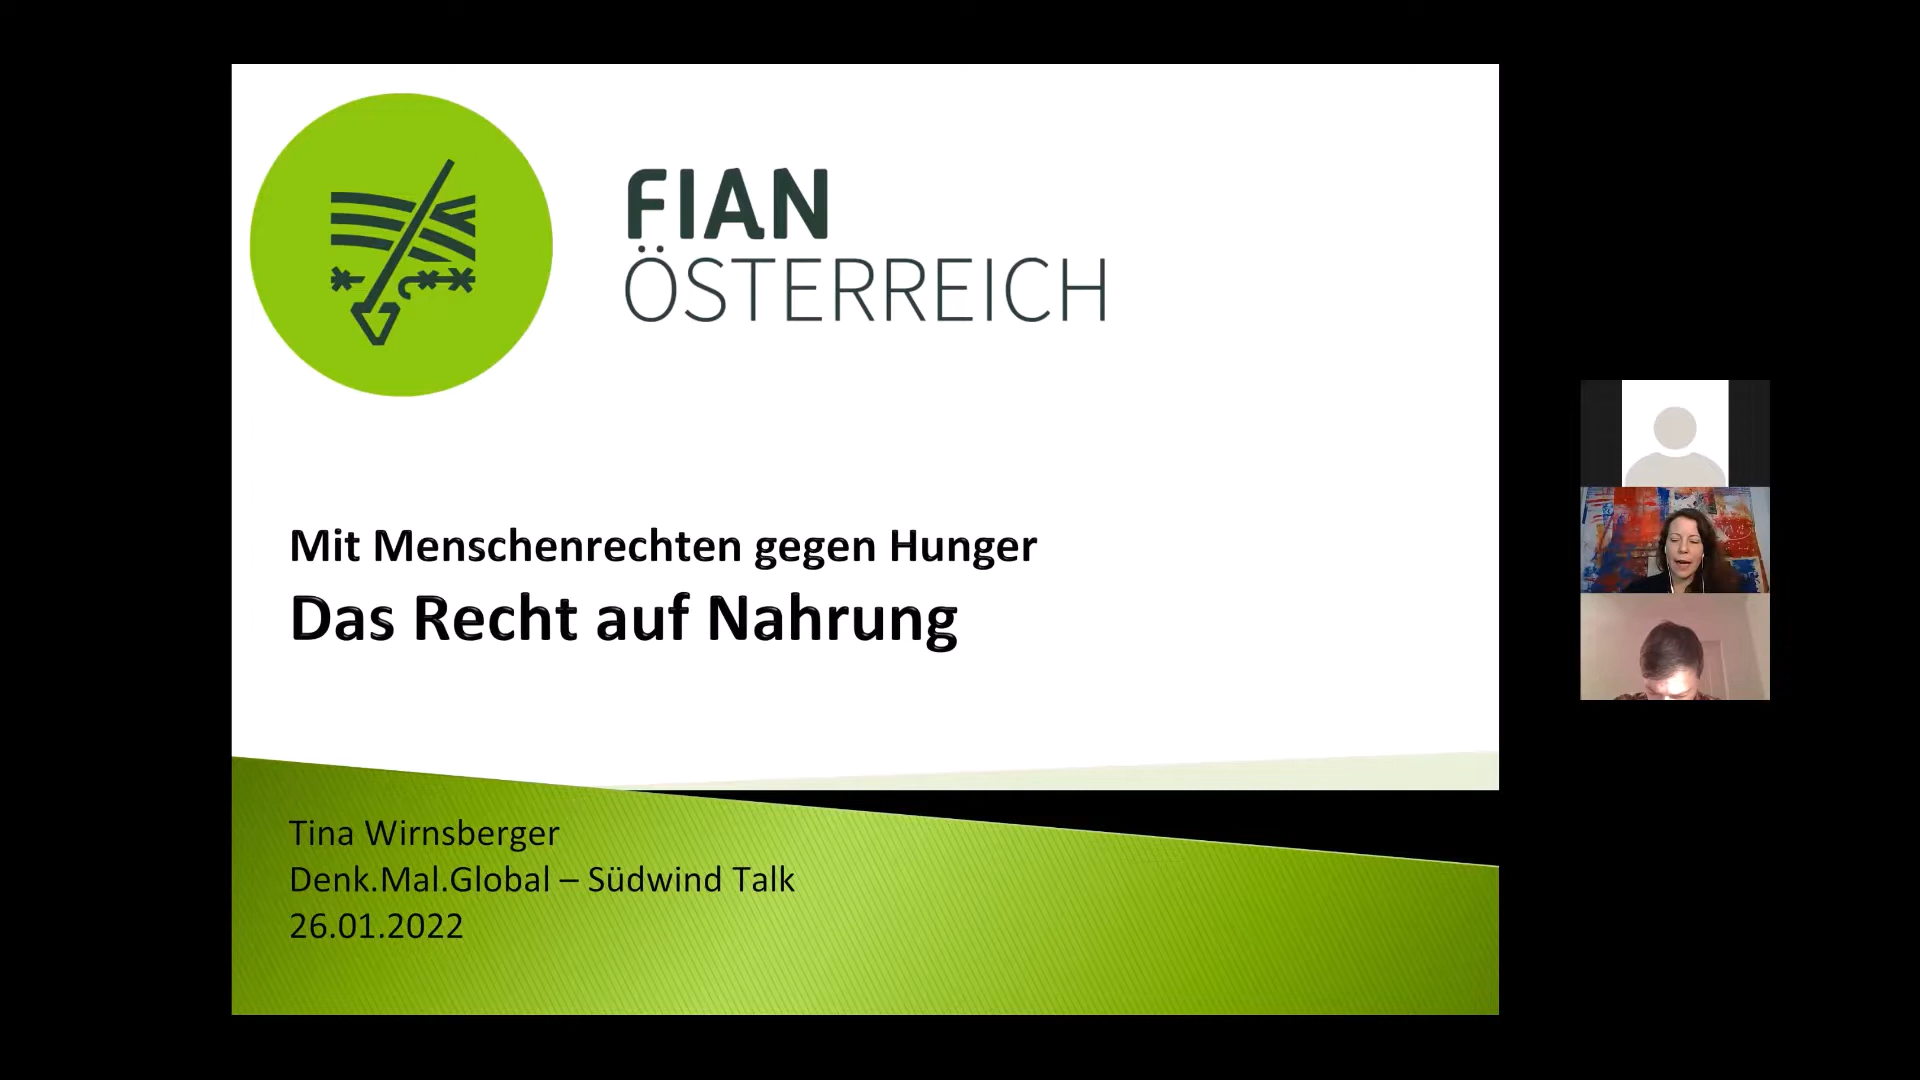 FIAN
ÖSTERREICH
Mit Menschenrechten gegen Hunger
Das Recht auf Nahrung
Tina Wirnsberger
Denk.Mal.Global – Südwind Talk
26.01.2022